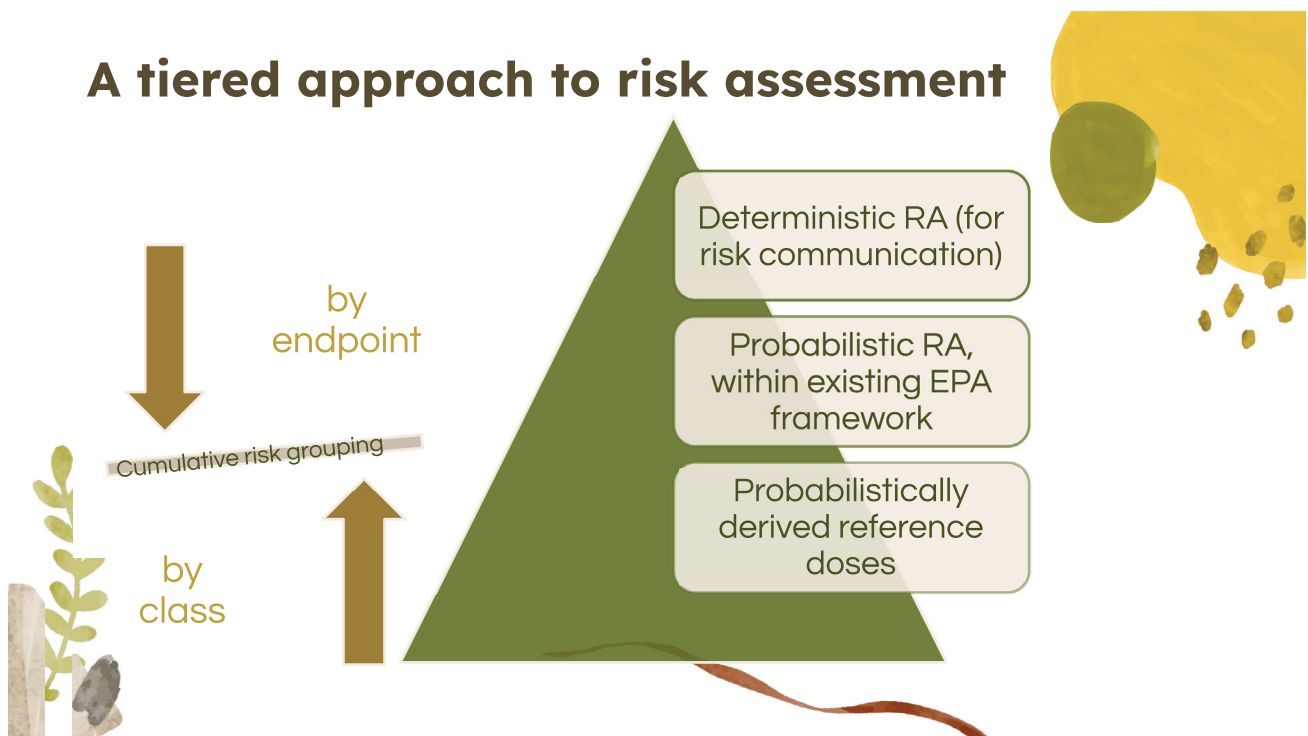 A tiered approach to risk assessment
Deterministic RA (for
risk communication)
by
endpoint
Probabilistic RA,
within existing EPA
framework
Cumulative risk grouping
Probabilistically
derived reference
doses
by
class